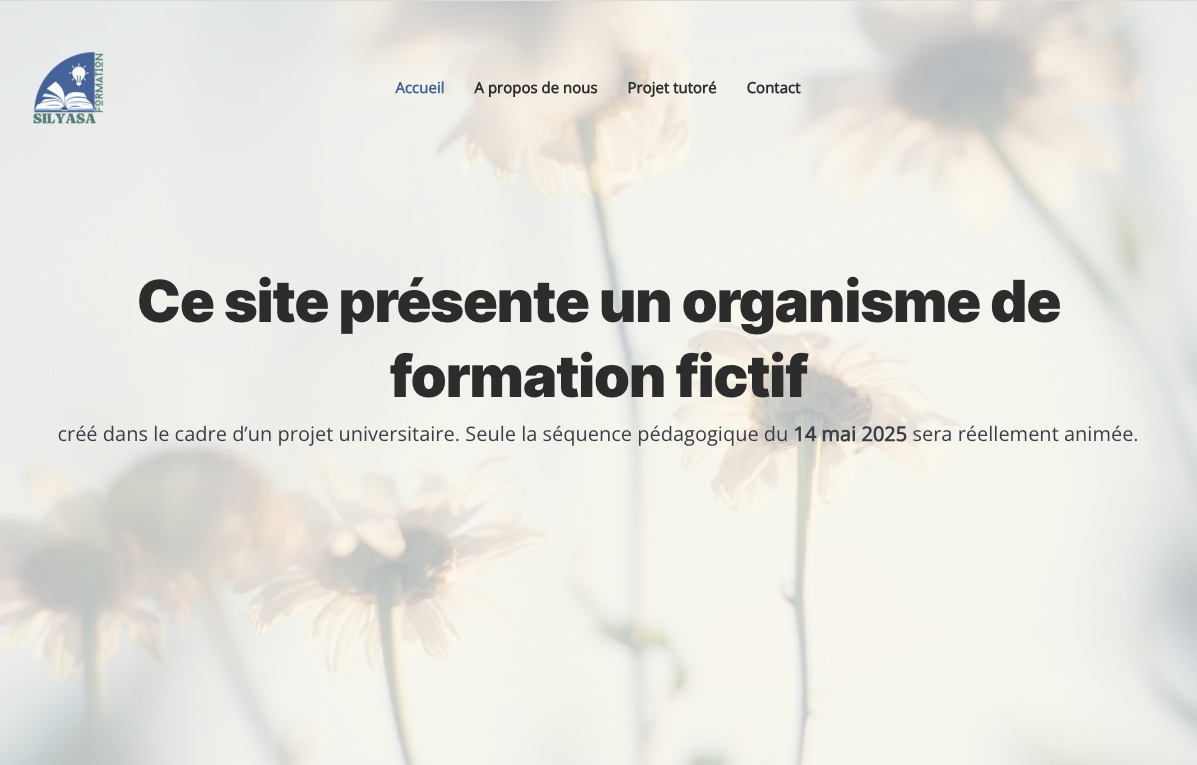 FORMATION
SILYASA
Accueil A propos de nous Projet tutoré Contact
Ce site présente un organisme de
formation fictif
créé dans le cadre d’un projet universitaire. Seule la séquence pédagogique du 14 mai 2025 sera réellement animée.